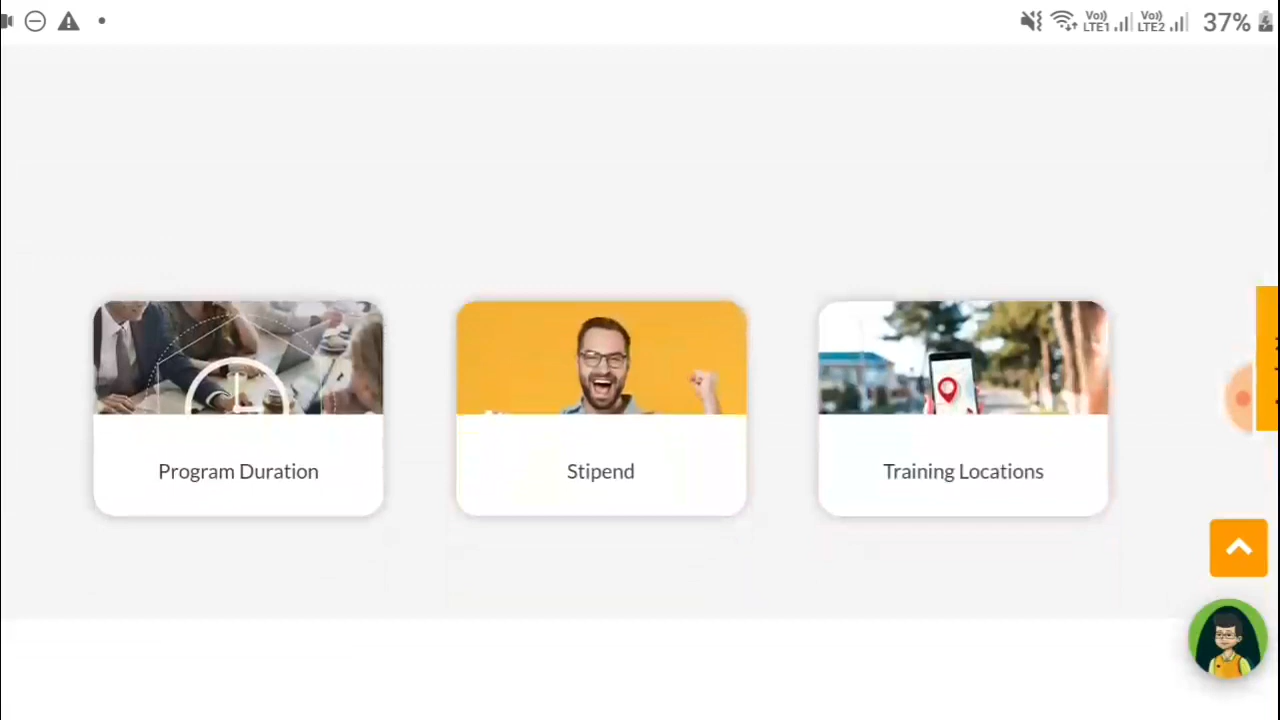 Vo) LTE1 Vo) LTE2 37%
Program Duration
Stipend
Training Locations